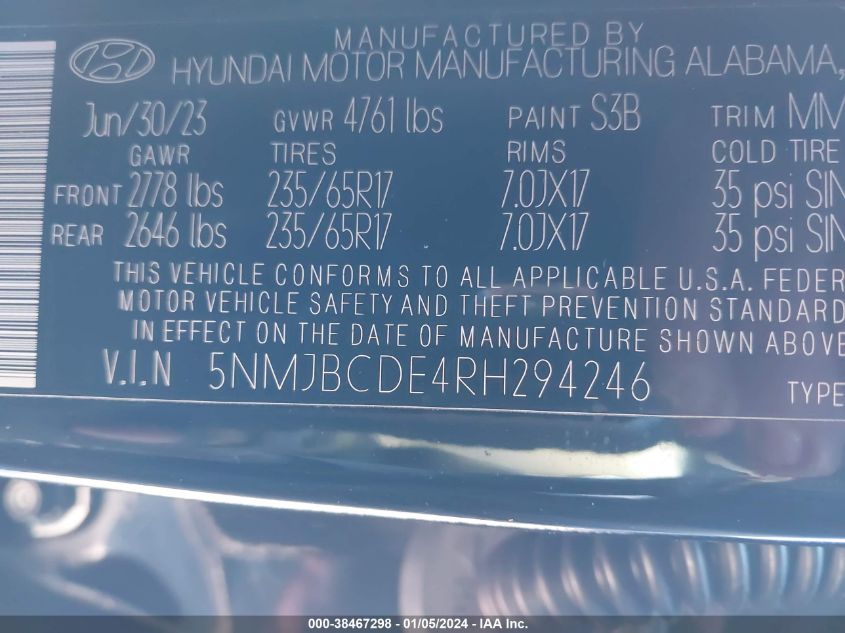 MANUFACTURED BY
HYUNDAI MOTOR MANUFACTURING ALABAMA,
Jun/30/23 GVWR 4761 lbs PAINT S3B TRIM MM
GAWR TIRES RIMS COLD TIRE
FRONT 2778 lbs 235/65R17 7.0JX17 35 psi SIN
REAR 2646 lbs 235/65R17 7.0JX17 35 psi SIN
THIS VEHICLE CONFORMS TO ALL APPLICABLE U.S.A. FEDER
MOTOR VEHICLE SAFETY AND THEFT PREVENTION STANDARD
IN EFFECT ON THE DATE OF MANUFACTURE SHOWN ABOVE
V.I.N 5NMJBCDE4RH294246 TYPE
000-38467298 - 01/05/2024 - IAA Inc.